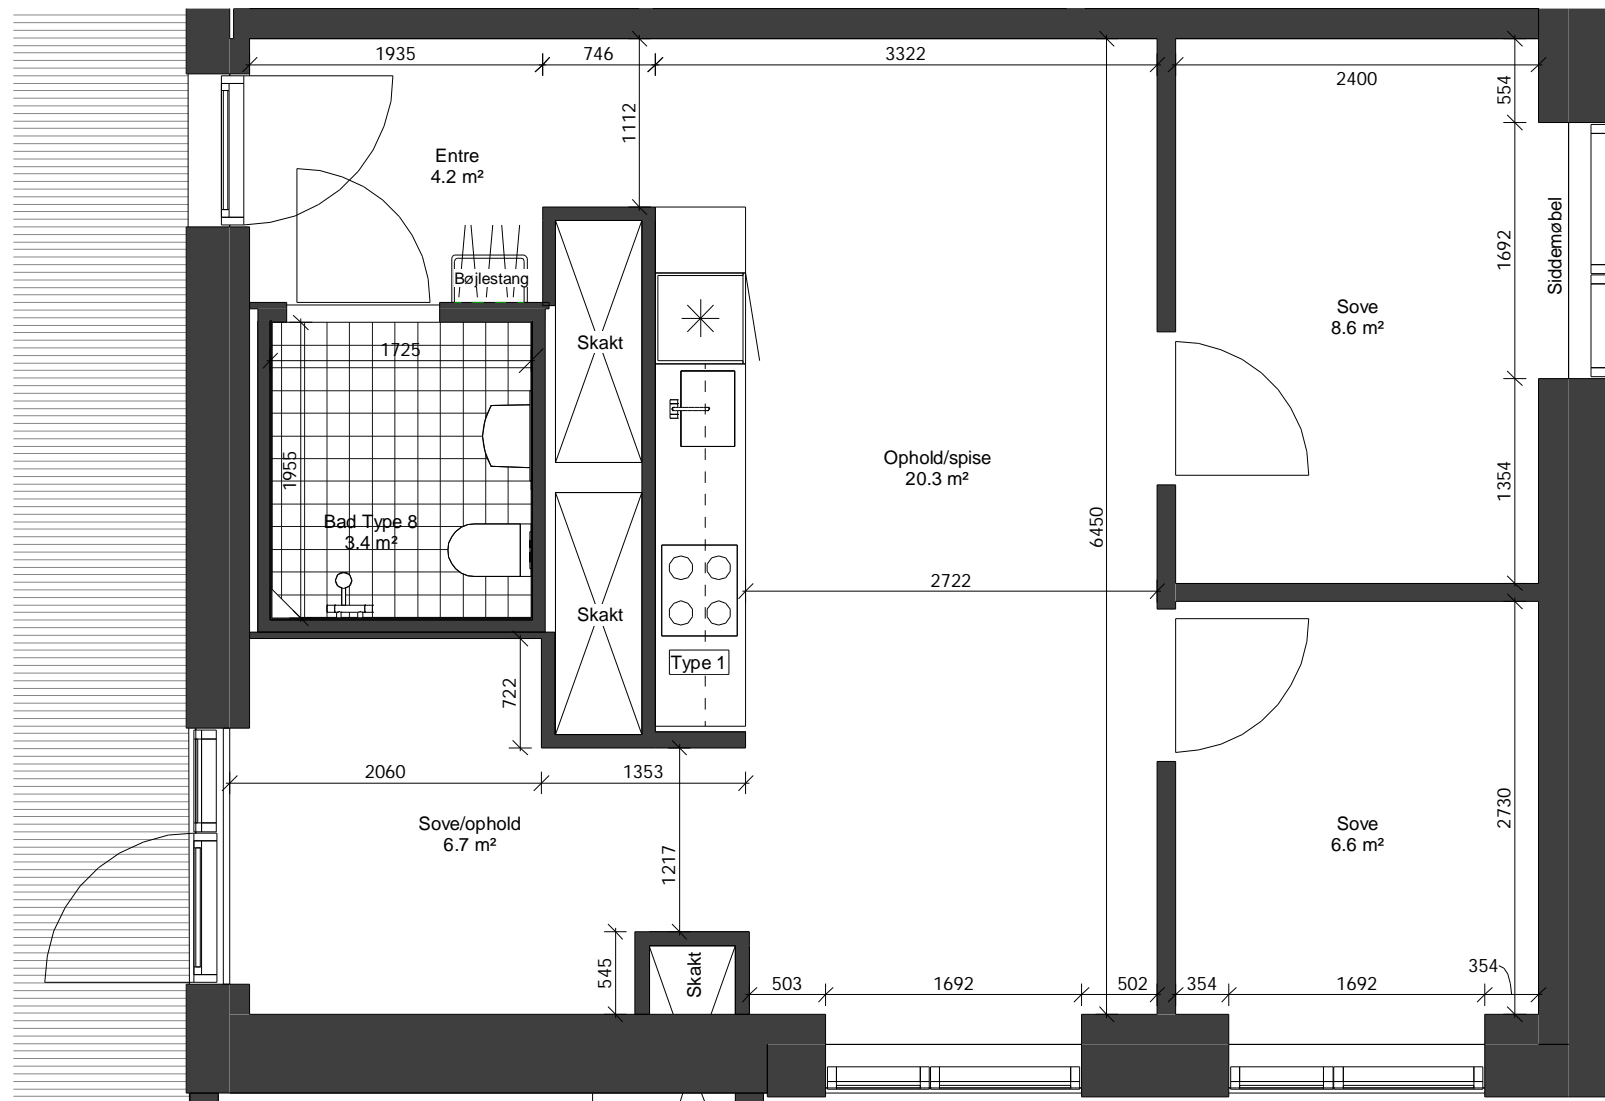 1935
746
3322
2400
554
1112
Entre
4.2 m²
Siddemøbel
1692
Bøjlestang
Sove
8.6 m²
Skakt
1725
1955
Ophold/spise
20.3 m²
1354
6450
Bad Type 8
3.4 m²
2722
Skakt
Type 1
722
2060
1353
2730
Sove/ophold
6.7 m²
Sove
6.6 m²
1217
545
Skakt
503
1692
502
354
1692
354